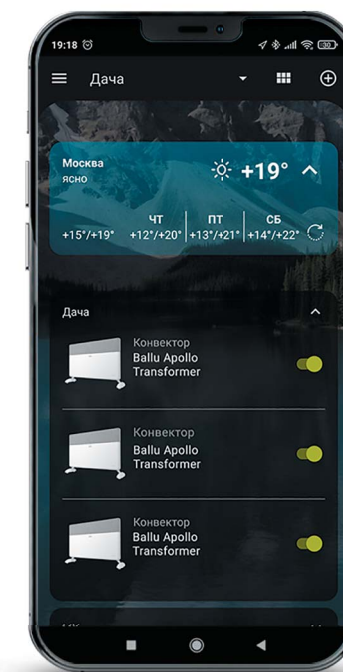 19:18
30
Дача
Москва
ясно
+19°
ЧТ ПТ СБ
+15°/+19° +12°/+20° +13°/+21° +14°/+22°
Дача
Конвектор
Ballu Apollo
Transformer
Конвектор
Ballu Apollo
Transformer
Конвектор
Ballu Apollo
Transformer